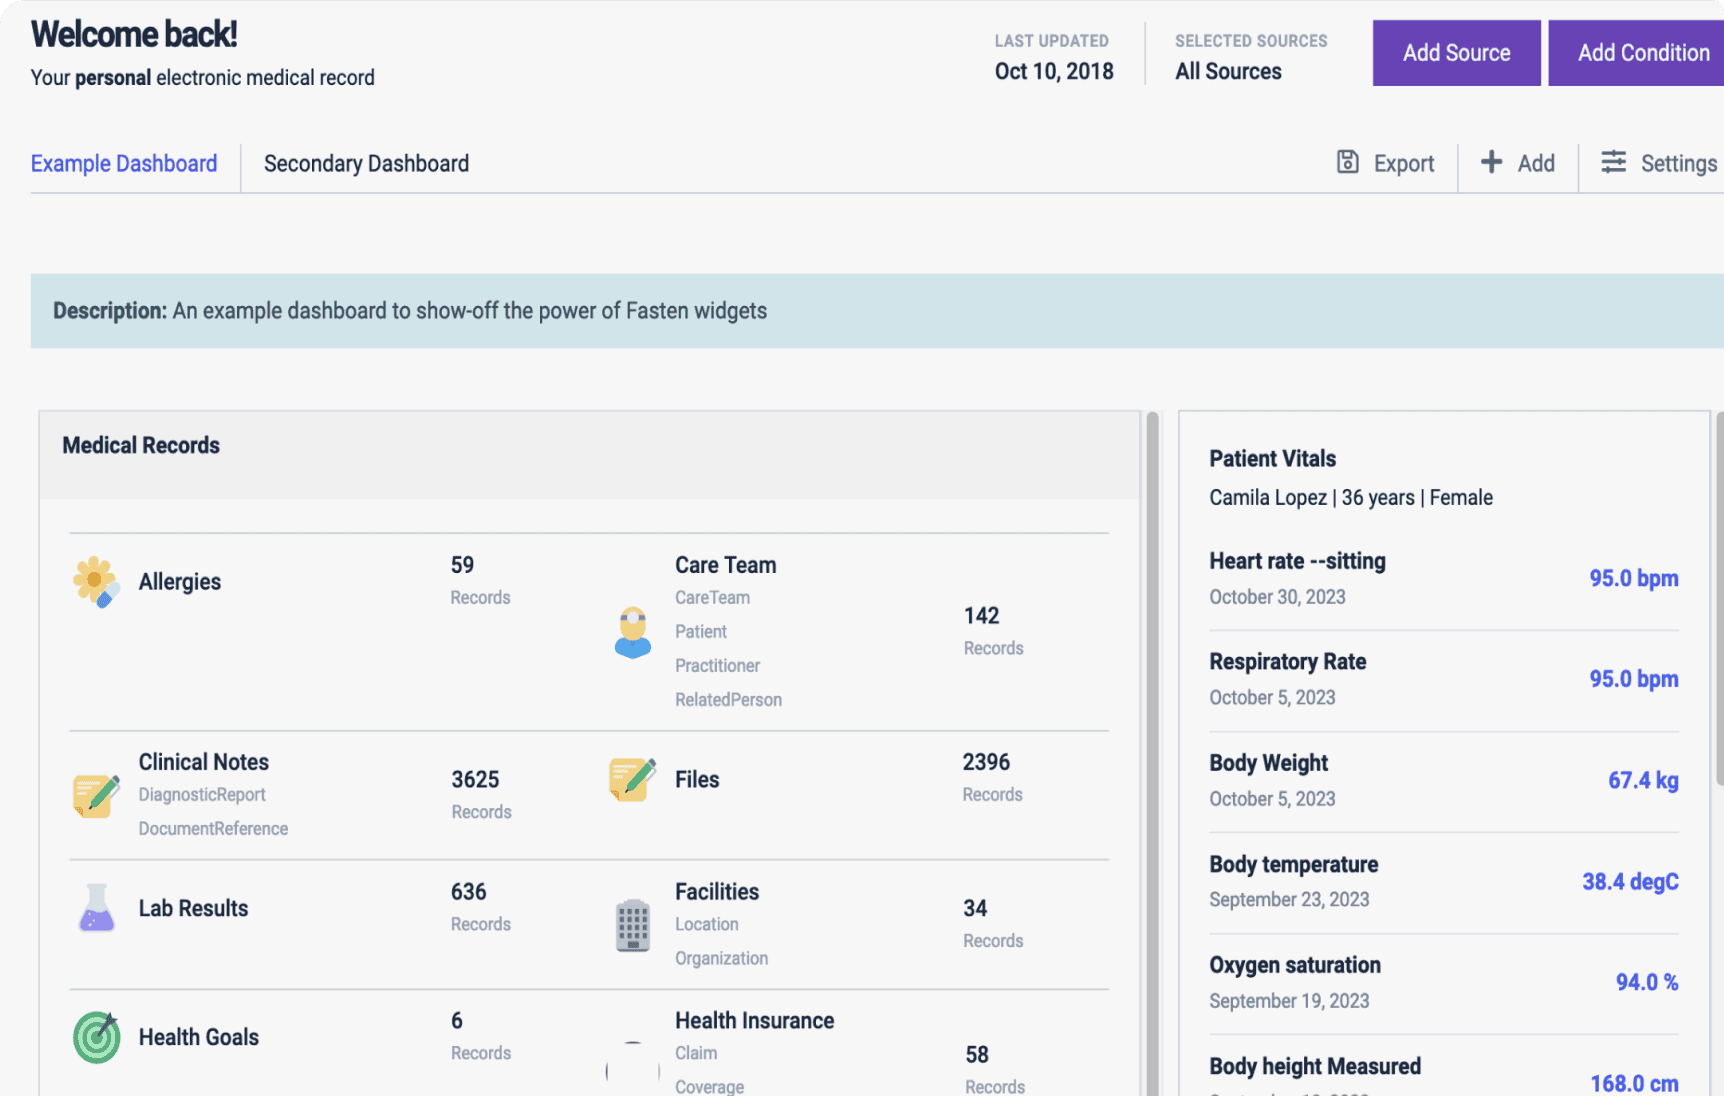 Welcome back!
Your personal electronic medical record
LAST UPDATED
Oct 10, 2018
SELECTED SOURCES
All Sources
Add Source
Add Condition
Example Dashboard
Secondary Dashboard
Export
Add
Settings
Description: An example dashboard to show-off the power of Fasten widgets
Medical Records
Allergies
59
Records
Care Team
CareTeam
Patient
Practitioner
RelatedPerson
142
Records
Clinical Notes
DiagnosticReport
DocumentReference
3625
Records
Files
2396
Records
Lab Results
636
Records
Facilities
Location
Organization
34
Records
Health Goals
6
Records
Health Insurance
Claim
Coverage
58
Records
Patient Vitals
Camila Lopez | 36 years | Female
Heart rate --sitting
October 30, 2023
95.0 bpm
Respiratory Rate
October 5, 2023
95.0 bpm
Body Weight
October 5, 2023
67.4 kg
Body temperature
September 23, 2023
38.4 degC
Oxygen saturation
September 19, 2023
94.0 %
Body height Measured
168.0 cm